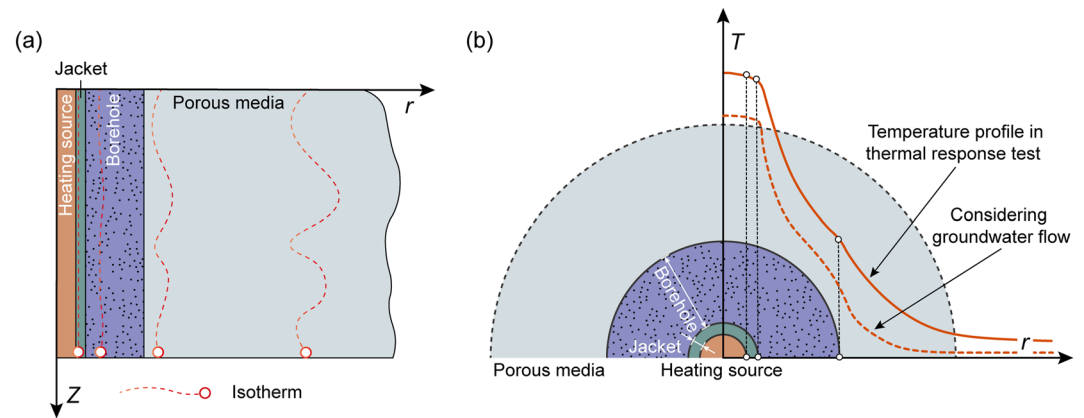 (a)
Jacket
r
Porous media
Heating source
Borehole
Z
Isotherm
(b)
T
Temperature profile in
thermal response test
Considering
groundwater flow
Borehole
Jacket
r
Porous media
Heating source